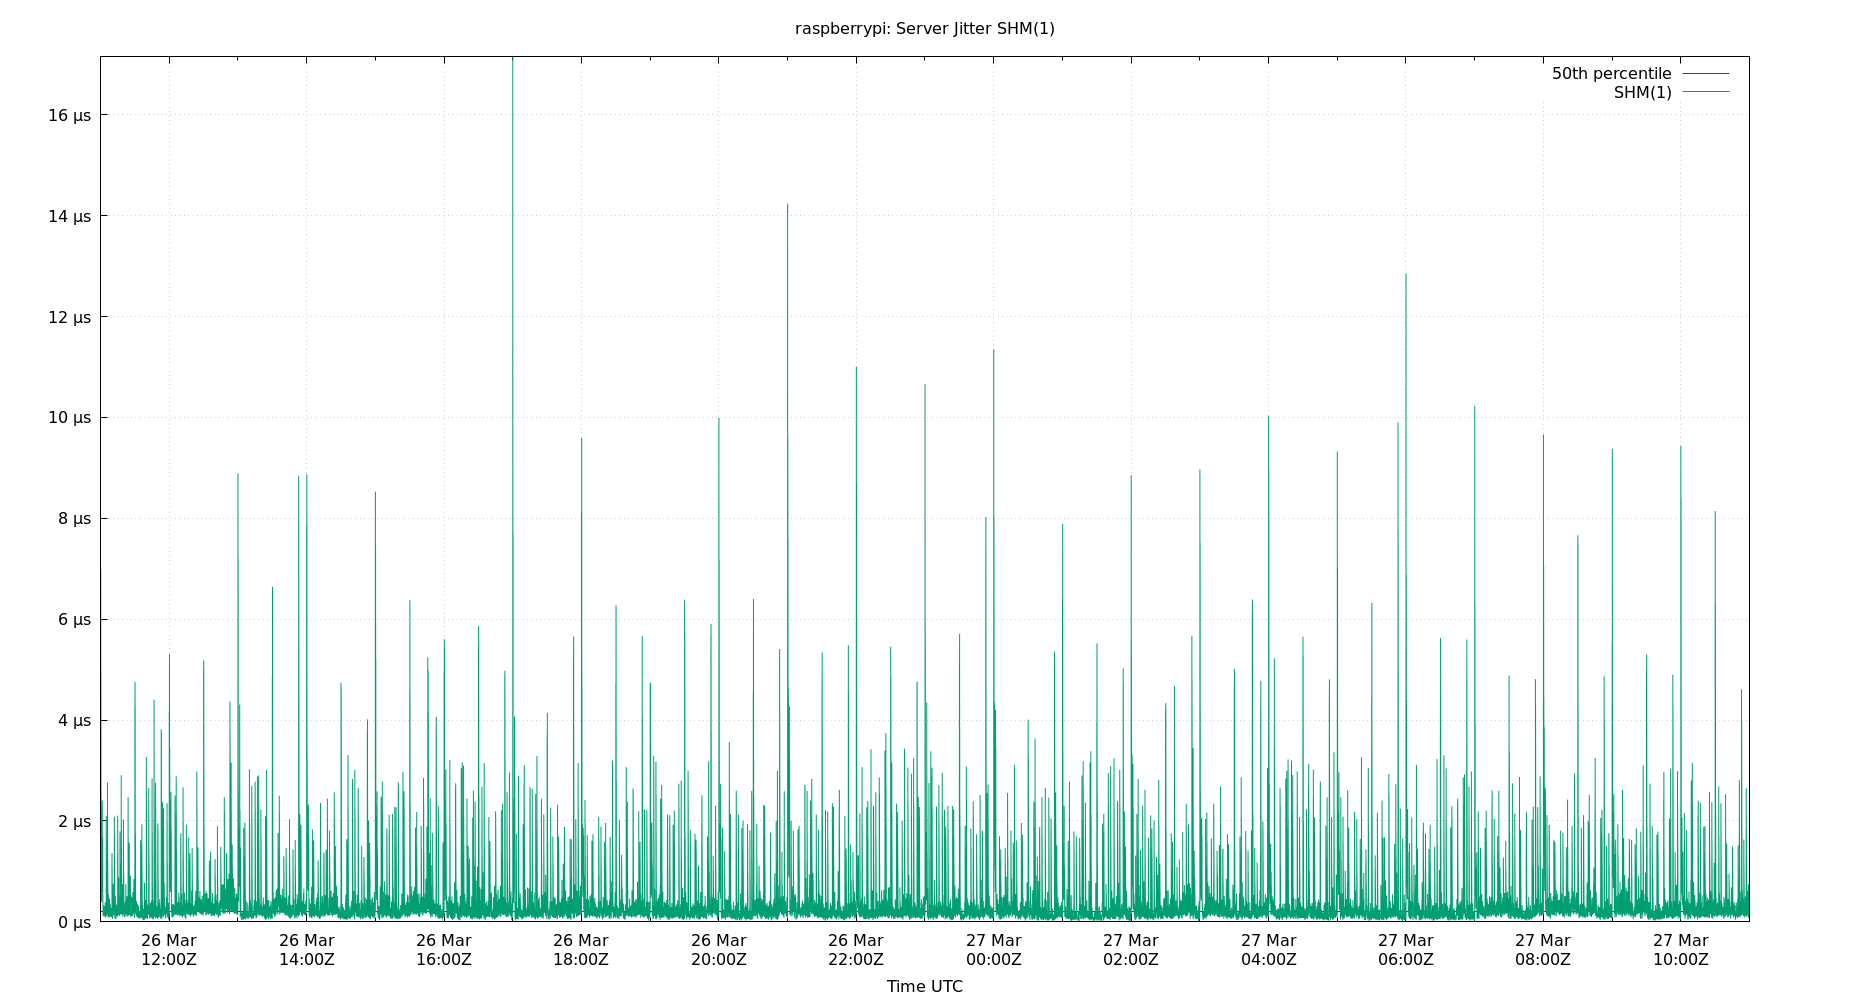 raspberrypi: Server Jitter SHM(1)
50th percentile
SHM(1)
16 µs
14 µs
12 µs
10 µs
8 µs
6 µs
4 µs
2 µs
0 µs
26 Mar 26 Mar 26 Mar 26 Mar 26 Mar 26 Mar 27 Mar 27 Mar 27 Mar 27 Mar 27 Mar 27 Mar
12:00Z 14:00Z 16:00Z 18:00Z 20:00Z 22:00Z 00:00Z 02:00Z 04:00Z 06:00Z 08:00Z 10:00Z
Time UTC